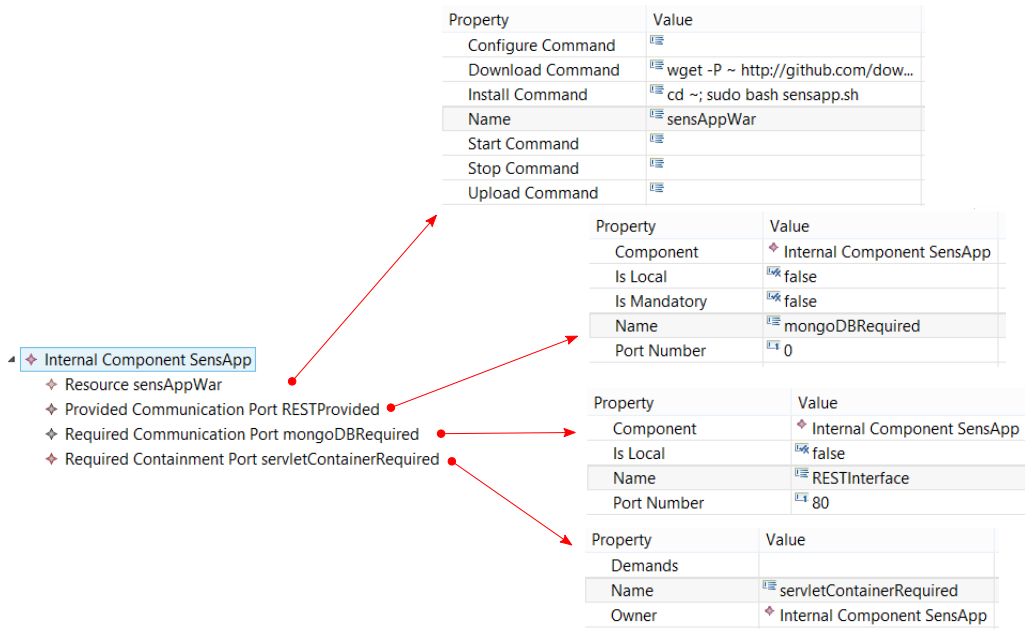 Property Value
Configure Command
Download Command wget -P ~ http://github.com/dow...
Install Command cd ~; sudo bash sensapp.sh
Name sensAppWar
Start Command
Stop Command
Upload Command
Property Value
Component Internal Component SensApp
Is Local false
Is Mandatory false
Name mongoDBRequired
Port Number 0
Internal Component SensApp
Resource sensAppWar
Provided Communication Port RESTProvided
Required Communication Port mongoDBRequired
Required Containment Port servletContainerRequired
Property Value
Component Internal Component SensApp
Is Local false
Name RESTInterface
Port Number 80
Property Value
Demands
Name servletContainerRequired
Owner Internal Component SensApp